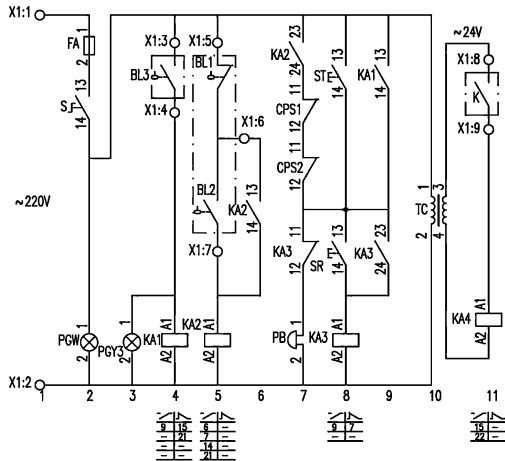 X1:1
FA
1
2
S
13
14
~220V
PGW
1
2
X1:2
PGY3
1
2
X1:3
BL3
13
14
X1:4
KA1
A1
A2
X1:5
BL1
X1:6
BL2
KA2
13
14
X1:7
KA2
A1
A2
KA2
23
24
CPS1
11
12
CPS2
11
12
KA3
11
12
PB
1
2
ST
13
14
SR
13
14
KA3
A1
A2
KA1
13
14
KA3
23
24
TC
1
2
3
4
~24V
X1:8
K
X1:9
KA4
A1
A2
1 2 3 4 5 6 7 8 9 10 11
9 15
- 21
- -
- -
6 -
7 -
14 -
21 -
9 7
- -
- -
15 -
22 -
- -